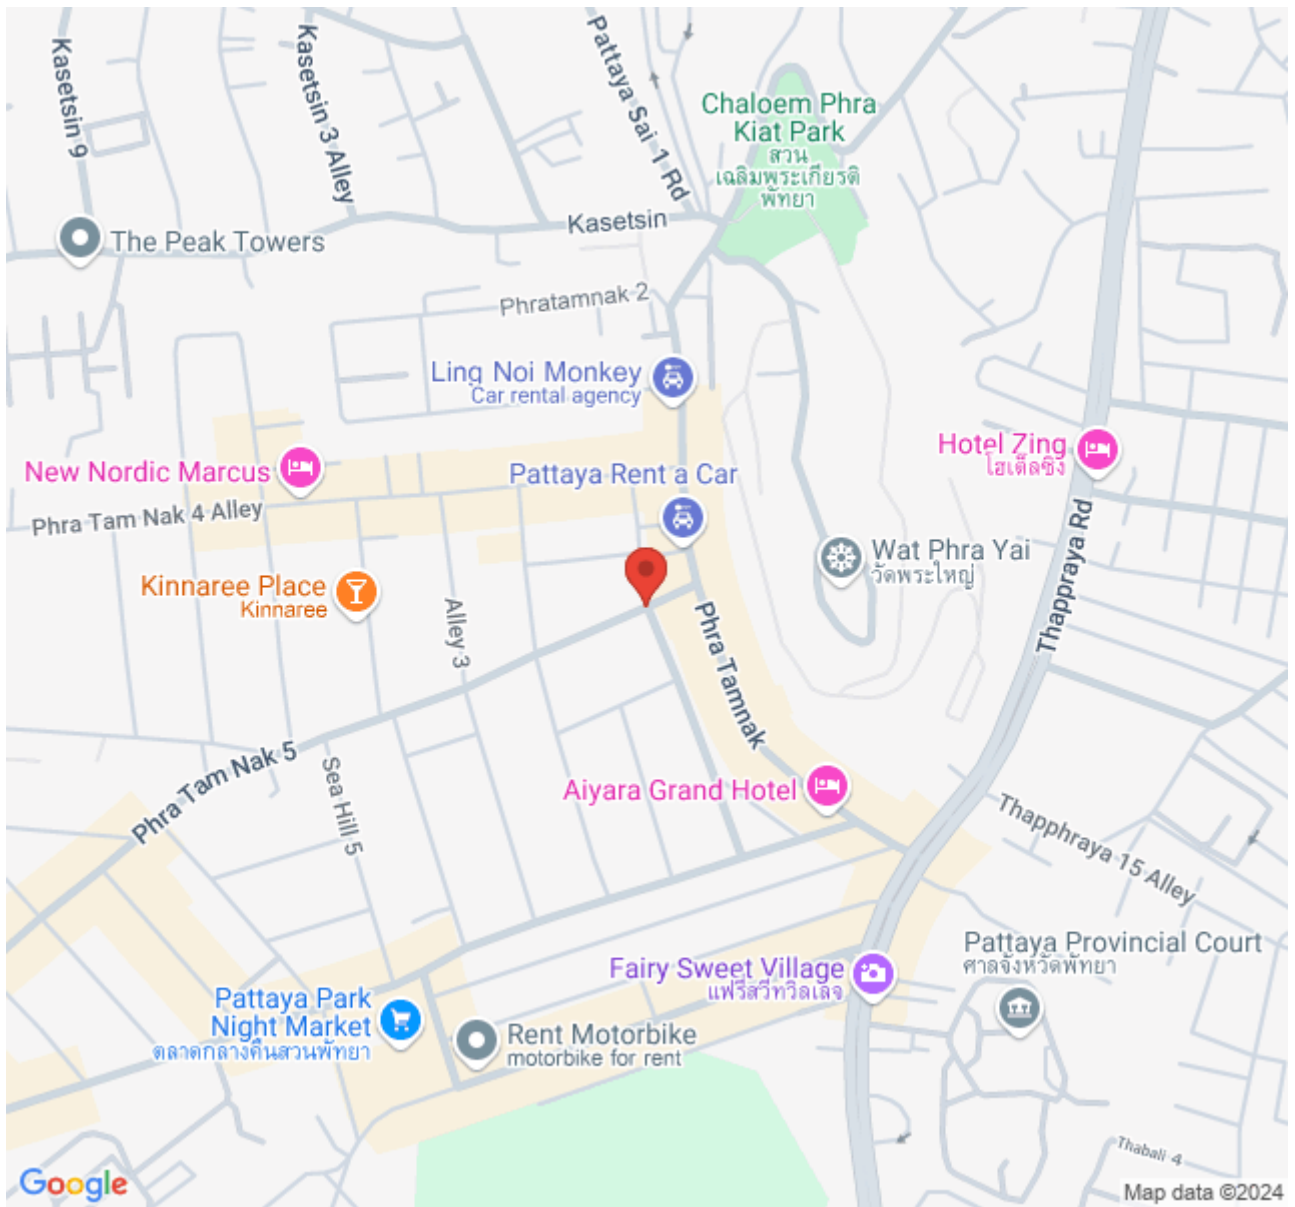 Kasetsin 9
Kasetsin 3 Alley
Pattaya Sai 1 Rd
Chaloem Phra
Kiat Park
สวน
เฉลิมพระเกียรติ
พัทยา
Kasetsin
The Peak Towers
Phratamnak 2
Ling Noi Monkey
Car rental agency
Hotel Zing
โฮเต็ลซิง
New Nordic Marcus
Pattaya Rent a Car
Phra Tam Nak 4 Alley
Thappraya Rd
Wat Phra Yai
วัดพระใหญ่
Kinnaree Place
Kinnaree
Alley 3
Phra Tamnak
Phra Tam Nak 5
Sea Hill 5
Aiyara Grand Hotel
Thapphraya 15 Alley
Pattaya Provincial Court
ศาลจังหวัดพัทยา
Fairy Sweet Village
แฟรี่สวีทวิลเลจ
Pattaya Park
Night Market
ตลาดกลางคืนสวนพัทยา
Rent Motorbike
motorbike for rent
Thabali 4
Google
Map data ©2024